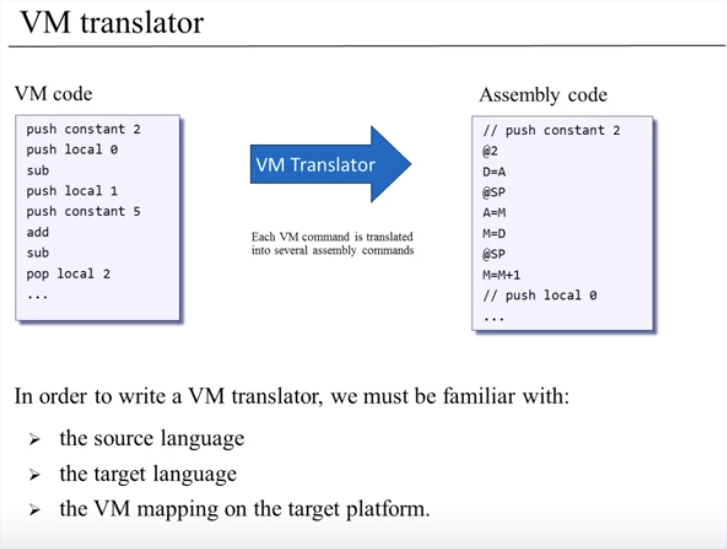 VM translator
VM code
push constant 2
push local 0
sub
push local 1
push constant 5
add
sub
pop local 2
...
VM Translator
Each VM command is translated
into several assembly commands
Assembly code
// push constant 2
@2
D=A
@SP
A=M
M=D
@SP
M=M+1
// push local 0
...
In order to write a VM translator, we must be familiar with:
➢ the source language
➢ the target language
➢ the VM mapping on the target platform.